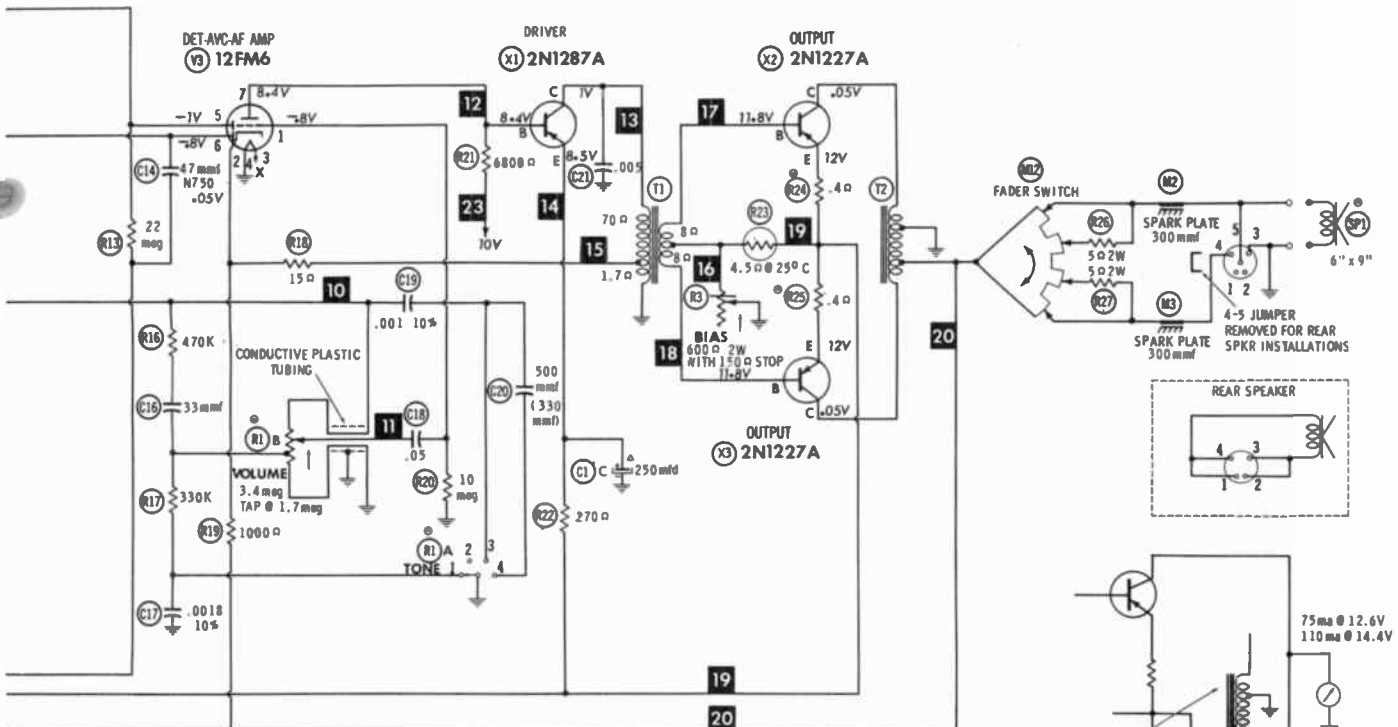 DET-AVC-AF AMP
V3 12FM6
DRIVER
X1 2N1287A
OUTPUT
X2 2N1227A
7 8.4V
-1V 5
-.8V
1
-.8V 6
2 4 3
X
C14 47mmf
N750
.05V
R13 22
meg
12
8.4V
B
C
1V
E
8.5V
R21 6800Ω
23
10V
C21 .005
13
14
15
R18
15Ω
10
C19
.001 10%
T1
70Ω
1.7Ω
8Ω
8Ω
17
11.8V
B
C
.05V
E 12V
R24 .4Ω
R23
4.5Ω@25°C
19
16
R3
BIAS
600Ω 2W
WITH 150Ω STOP
R25 .4Ω
18
11.8V
B
E 12V
C .05V
OUTPUT
X3 2N1227A
T2
20
M12
FADER SWITCH
M2
SPARK PLATE
300mmf
R26
5Ω2W
5Ω2W
R27
M3
SPARK PLATE
300mmf
5 3
4
1 2
SP1
6" x 9"
4-5 JUMPER
REMOVED FOR REAR
SPKR INSTALLATIONS
REAR SPEAKER
4 3
1 2
R16 470K
CONDUCTIVE PLASTIC
TUBING
C16 33mmf
R1 B
VOLUME
3.4meg
TAP @ 1.7meg
11
C18
.05
R20 10
meg
C20 500
mmf
(330
mmf)
C1 C 250mfd
R17 330K
R19 1000Ω
R22 270Ω
R1 A
TONE 1 2 3 4
C17 .0018
10%
75ma@12.6V
110ma@14.4V
19
20